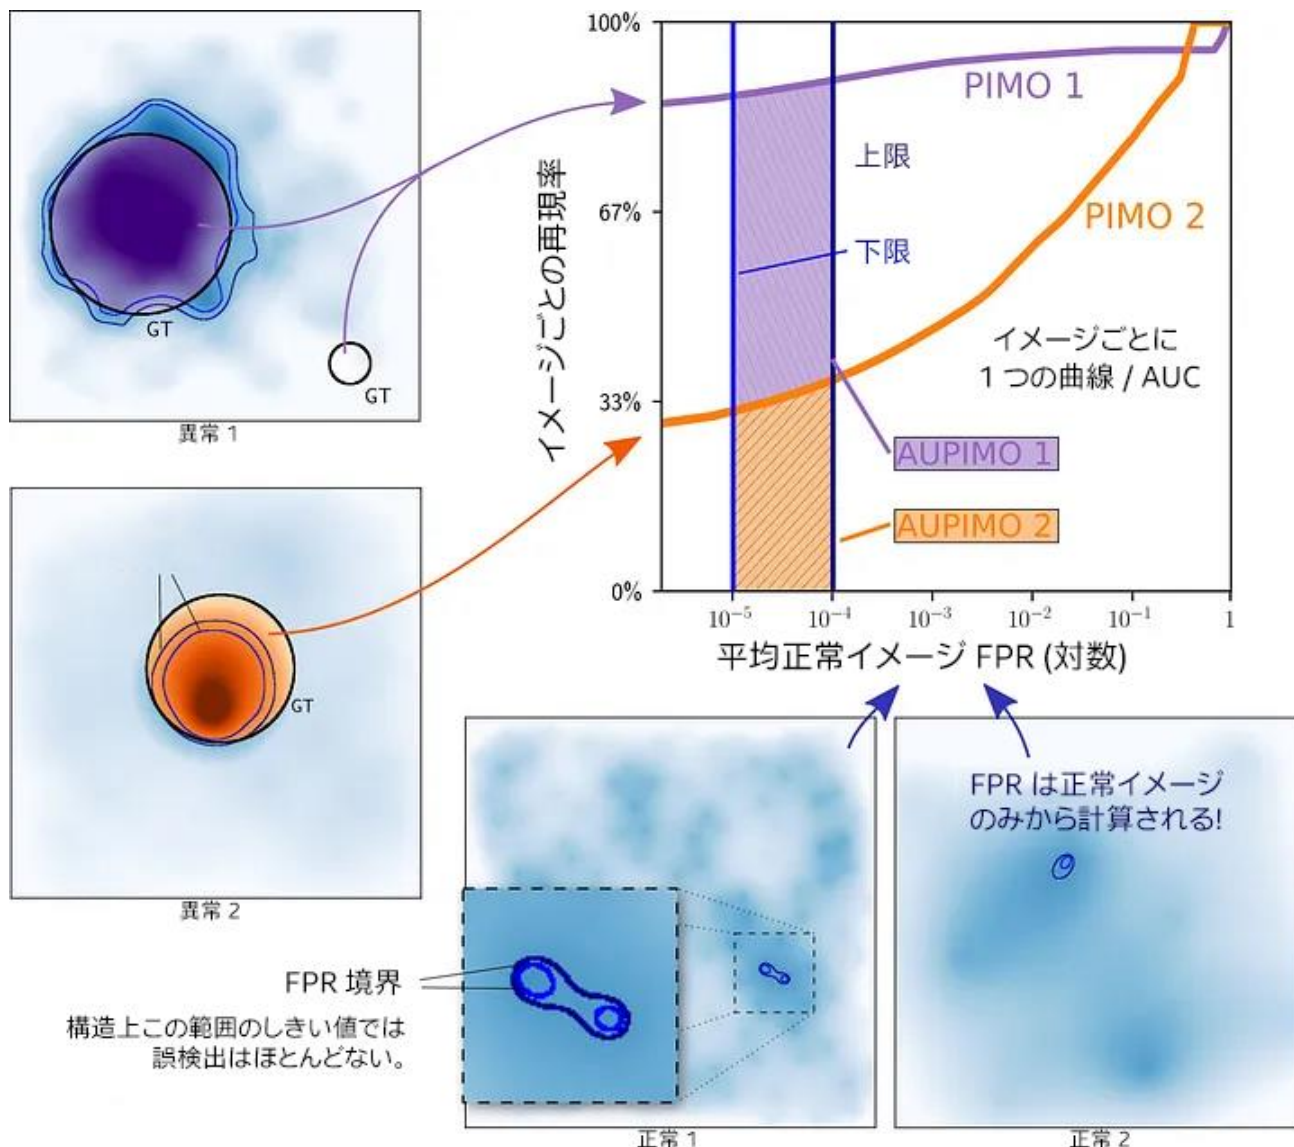 GT
GT
異常 1
GT
異常 2
100%
67%
33%
0%
イメージごとの再現率
PIMO 1
上限
PIMO 2
下限
イメージごとに
1 つの曲線 / AUC
AUPIMO 1
AUPIMO 2
10⁻⁵
10⁻⁴
10⁻³
10⁻²
10⁻¹
1
平均正常イメージ FPR (対数)
FPR は正常イメージ
のみから計算される!
FPR 境界
構造上この範囲のしきい値では
誤検出はほとんどない。
正常 1
正常 2